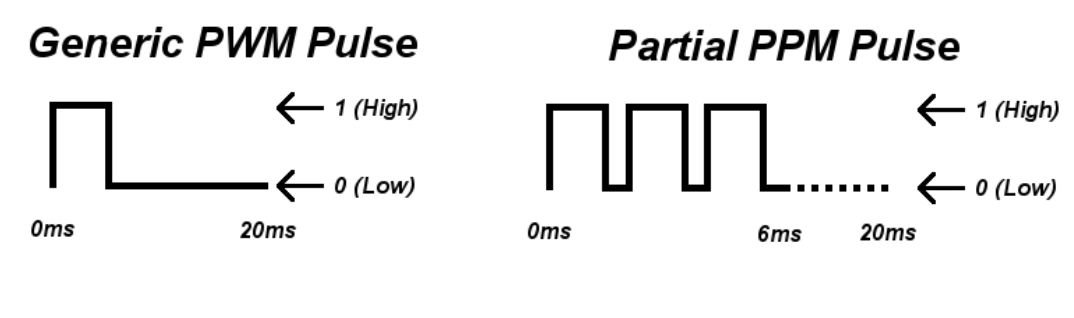 Generic PWM Pulse
1 (High)
0 (Low)
0ms
20ms
Partial PPM Pulse
1 (High)
0 (Low)
0ms
6ms
20ms